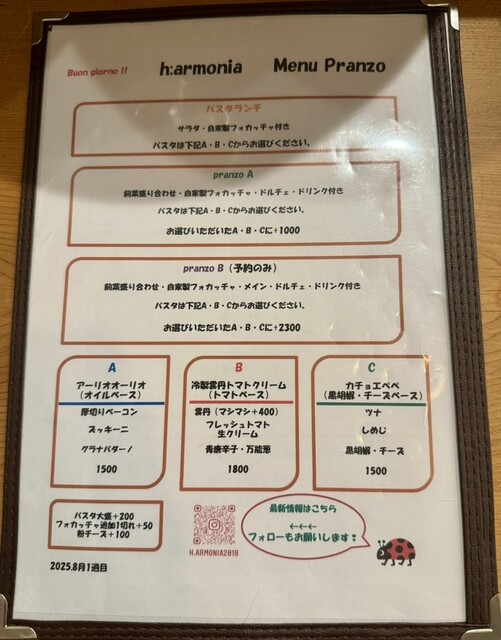 Buon giorno !! h:armonia Menu Pranzo
パスタランチ
サラダ・自家製フォカッチャ付き
パスタは下記A・B・Cからお選びください。
pranzo A
前菜盛り合わせ・自家製フォカッチャ・ドルチェ・ドリンク付き
パスタは下記A・B・Cからお選びください。
お選びいただいたA・B・Cに+1000
pranzo B（予約のみ）
前菜盛り合わせ・自家製フォカッチャ・メイン・ドルチェ・ドリンク付き
パスタは下記A・B・Cからお選びください。
お選びいただいたA・B・Cに+2300
A
アーリオオーリオ
（オイルベース）
厚切りベーコン
ズッキーニ
グラナパダーノ
1500
B
冷製雲丹トマトクリーム
（トマトベース）
雲丹（マシマシ+400）
フレッシュトマト
生クリーム
青唐辛子・万能葱
1800
C
カチョエペペ
（黒胡椒・チーズベース）
ツナ
しめじ
黒胡椒・チーズ
1500
パスタ大盛+200
フォカッチャ追加1切れ+50
粉チーズ+100
H.ARMONIA2019
最新情報はこちら
←←←
フォローもお願いします！
2025.8月1週目